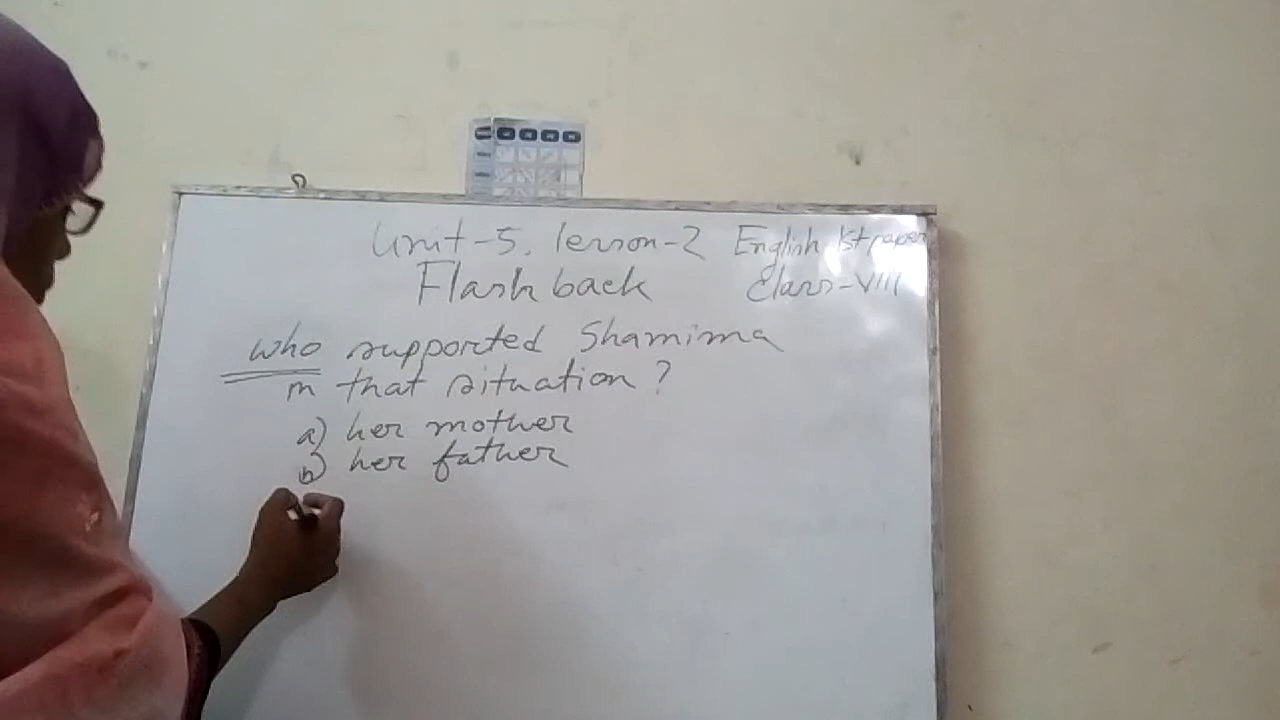 Unit-5, lesson-2 English 1st paper
Flash back Class-VIII
who supported Shamima
in that situation?
a) her mother
b) her father